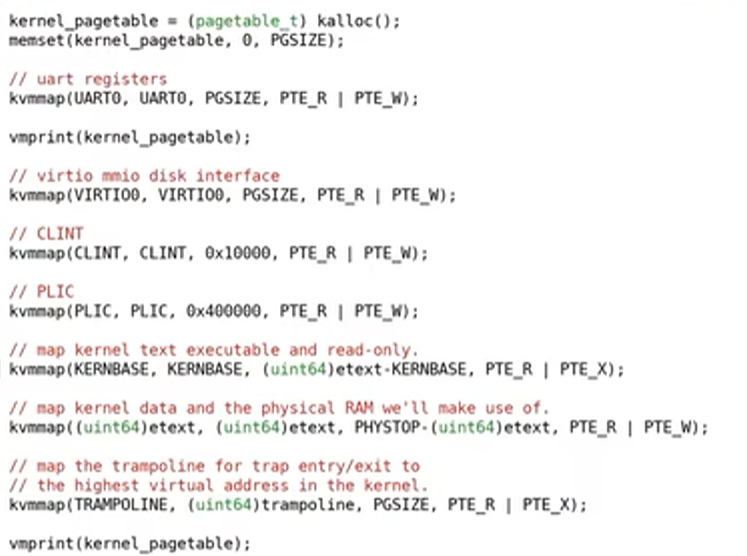 kernel_pagetable = (pagetable_t) kalloc();
memset(kernel_pagetable, 0, PGSIZE);
// uart registers
kvmmap(UART0, UART0, PGSIZE, PTE_R | PTE_W);
vmprint(kernel_pagetable);
// virtio mmio disk interface
kvmmap(VIRTIO0, VIRTIO0, PGSIZE, PTE_R | PTE_W);
// CLINT
kvmmap(CLINT, CLINT, 0x10000, PTE_R | PTE_W);
// PLIC
kvmmap(PLIC, PLIC, 0x400000, PTE_R | PTE_W);
// map kernel text executable and read-only.
kvmmap(KERNBASE, KERNBASE, (uint64)etext-KERNBASE, PTE_R | PTE_X);
// map kernel data and the physical RAM we'll make use of.
kvmmap((uint64)etext, (uint64)etext, PHYSTOP-(uint64)etext, PTE_R | PTE_W);
// map the trampoline for trap entry/exit to
// the highest virtual address in the kernel.
kvmmap(TRAMPOLINE, (uint64)trampoline, PGSIZE, PTE_R | PTE_X);
vmprint(kernel_pagetable);